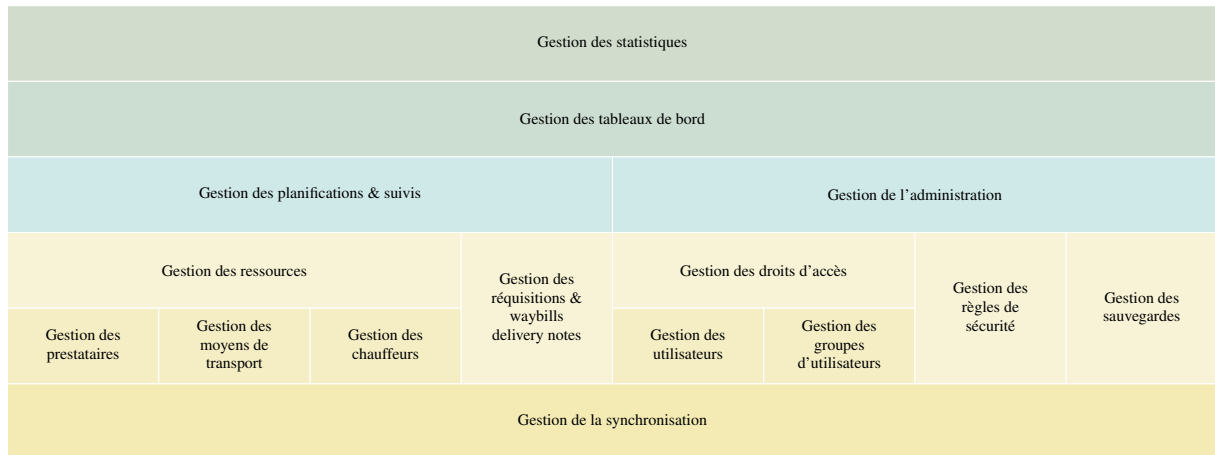 Gestion des statistiques
Gestion des tableaux de bord
Gestion des planifications & suivis
Gestion de l’administration
Gestion des ressources
Gestion des
réquisitions &
waybills
delivery notes
Gestion des droits d’accès
Gestion des
règles de
sécurité
Gestion des
sauvegardes
Gestion des
prestataires
Gestion des
moyens de
transport
Gestion des
chauffeurs
Gestion des
utilisateurs
Gestion des
groupes
d’utilisateurs
Gestion de la synchronisation